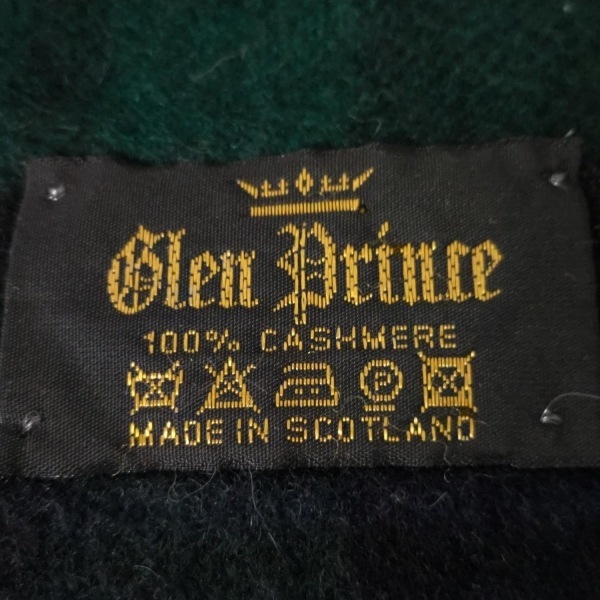 Glen Prince
100% CASHMERE
P
MADE IN SCOTLAND